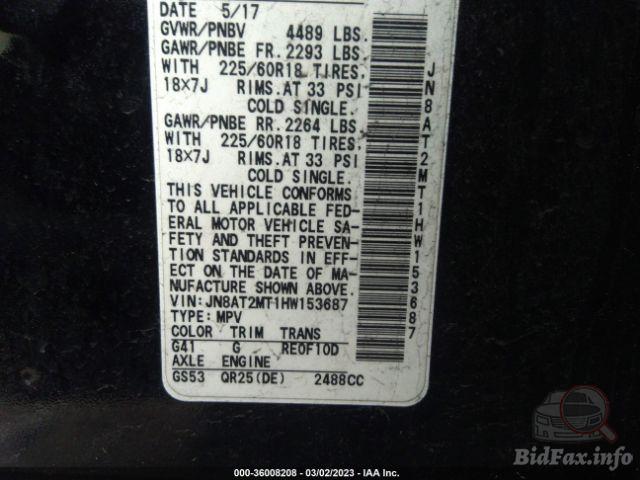 DATE 5/17
GVWR/PNBV 4489 LBS.
GAWR/PNBE FR. 2293 LBS.
WITH 225/60R18 TIRES,
18X7J RIMS.AT 33 PSI
COLD SINGLE.
GAWR/PNBE RR. 2264 LBS.
WITH 225/60R18 TIRES,
18X7J RIMS.AT 33 PSI
COLD SINGLE.
THIS VEHICLE CONFORMS
TO ALL APPLICABLE FED-
ERAL MOTOR VEHICLE SA-
FETY AND THEFT PREVEN-
TION STANDARDS IN EFF-
ECT ON THE DATE OF MA-
NUFACTURE SHOWN ABOVE.
VIN: JN8AT2MT1HW153687
TYPE: MPV
COLOR TRIM TRANS
G41 G RE0F10D
AXLE ENGINE
GS53 QR25(DE) 2488CC
JN8AT2MT1HW153687
000-36008208 - 03/02/2023 - IAA Inc.
BidFax.info